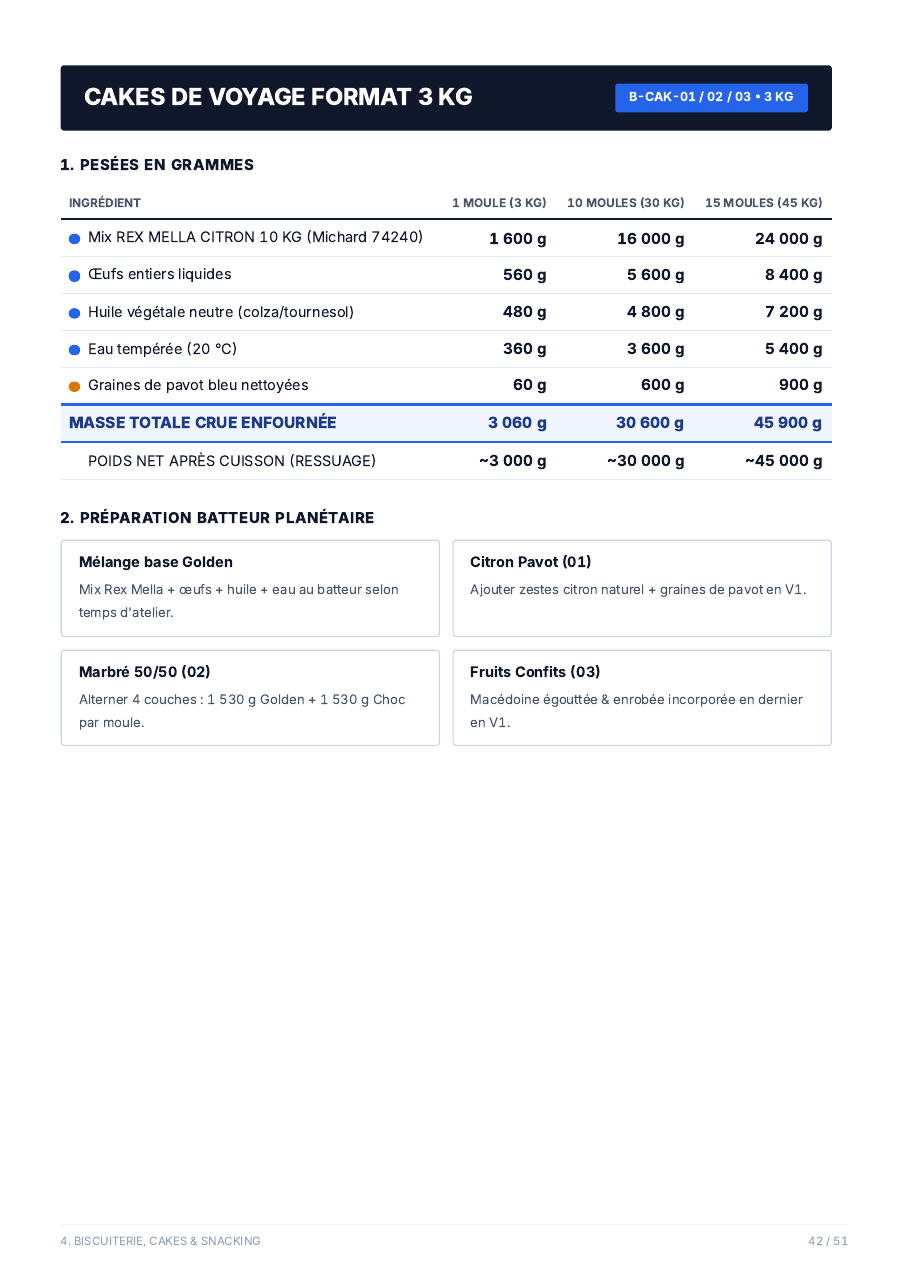 CAKES DE VOYAGE FORMAT 3 KG
B-CAK-01 / 02 / 03 • 3 KG
1. PESÉES EN GRAMMES
INGRÉDIENT 1 MOULE (3 KG) 10 MOULES (30 KG) 15 MOULES (45 KG)
Mix REX MELLA CITRON 10 KG (Michard 74240) 1 600 g 16 000 g 24 000 g
Œufs entiers liquides 560 g 5 600 g 8 400 g
Huile végétale neutre (colza/tournesol) 480 g 4 800 g 7 200 g
Eau tempérée (20 °C) 360 g 3 600 g 5 400 g
Graines de pavot bleu nettoyées 60 g 600 g 900 g
MASSE TOTALE CRUE ENFOURNÉE 3 060 g 30 600 g 45 900 g
POIDS NET APRÈS CUISSON (RESSUAGE) ~3 000 g ~30 000 g ~45 000 g
2. PRÉPARATION BATTEUR PLANÉTAIRE
Mélange base Golden
Mix Rex Mella + œufs + huile + eau au batteur selon
temps d'atelier.
Citron Pavot (01)
Ajouter zestes citron naturel + graines de pavot en V1.
Marbré 50/50 (02)
Alterner 4 couches : 1 530 g Golden + 1 530 g Choc
par moule.
Fruits Confits (03)
Macédoine égouttée & enrobée incorporée en dernier
en V1.
4. BISCUITERIE, CAKES & SNACKING
42 / 51